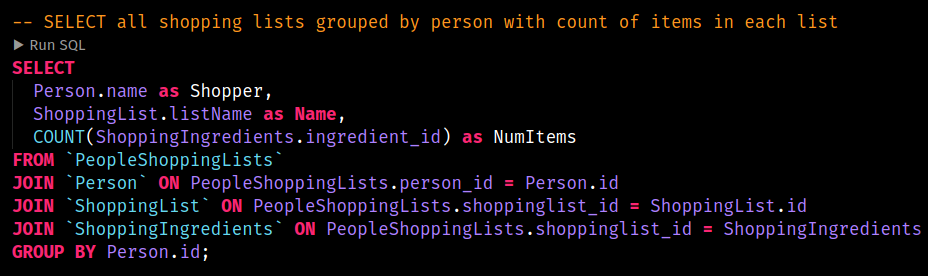 -- SELECT all shopping lists grouped by person with count of items in each list
▶ Run SQL
SELECT
Person.name as Shopper,
ShoppingList.listName as Name,
COUNT(ShoppingIngredients.ingredient_id) as NumItems
FROM `PeopleShoppingLists`
JOIN `Person` ON PeopleShoppingLists.person_id = Person.id
JOIN `ShoppingList` ON PeopleShoppingLists.shoppinglist_id = ShoppingList.id
JOIN `ShoppingIngredients` ON PeopleShoppingLists.shoppinglist_id = ShoppingIngredients
GROUP BY Person.id;